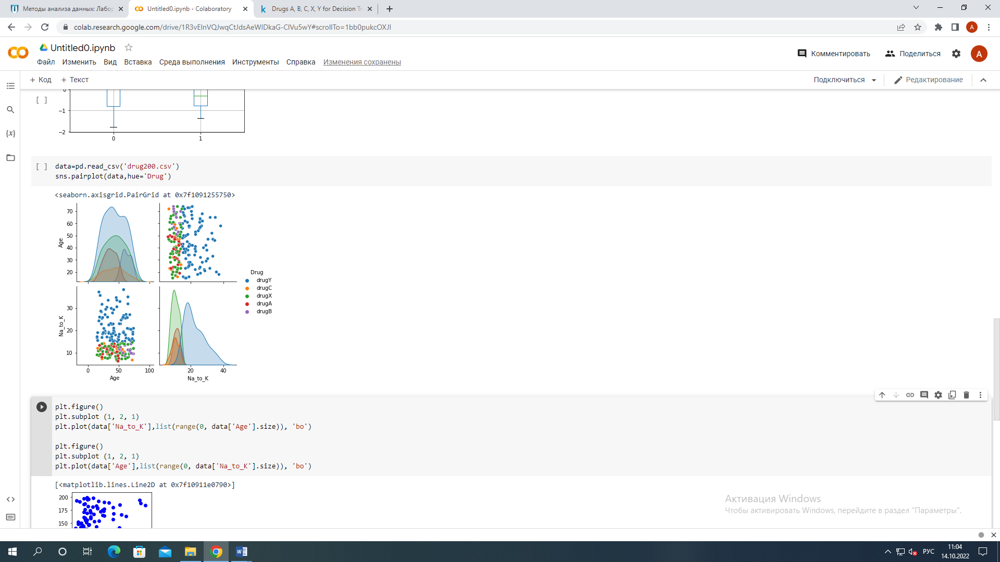 Методы анализа данных: Лабор
Untitled0.ipynb - Colaboratory
Drugs A, B, C, X, Y for Decision Tr
colab.research.google.com/drive/1R3vEInVQJwqCtJdsAeWIDkaG-ClVu5wY#scrollTo=1bb0pukcOXJI
A
Untitled0.ipynb
Файл Изменить Вид Вставка Среда выполнения Инструменты Справка Изменения сохранены
Комментировать Поделиться A
+ Код + Текст
Подключиться Редактирование
[ ]
0
−1
−2
0 1
{x}
[ ] data=pd.read_csv('drug200.csv')
sns.pairplot(data,hue='Drug')
<seaborn.axisgrid.PairGrid at 0x7f1091255750>
70
60
50
40
30
20
Age
Drug
drugY
drugC
drugX
drugA
drugB
30
20
10
Na_to_K
0 50 100
Age
20 40
Na_to_K
plt.figure()
plt.subplot (1, 2, 1)
plt.plot(data['Na_to_K'],list(range(0, data['Age'].size)), 'bo')
plt.figure()
plt.subplot (1, 2, 1)
plt.plot(data['Age'],list(range(0, data['Na_to_K'].size)), 'bo')
[<matplotlib.lines.Line2D at 0x7f10911e0790>]
200
175
150
Активация Windows
Чтобы активировать Windows, перейдите в раздел "Параметры".
РУС
11:04
14.10.2022